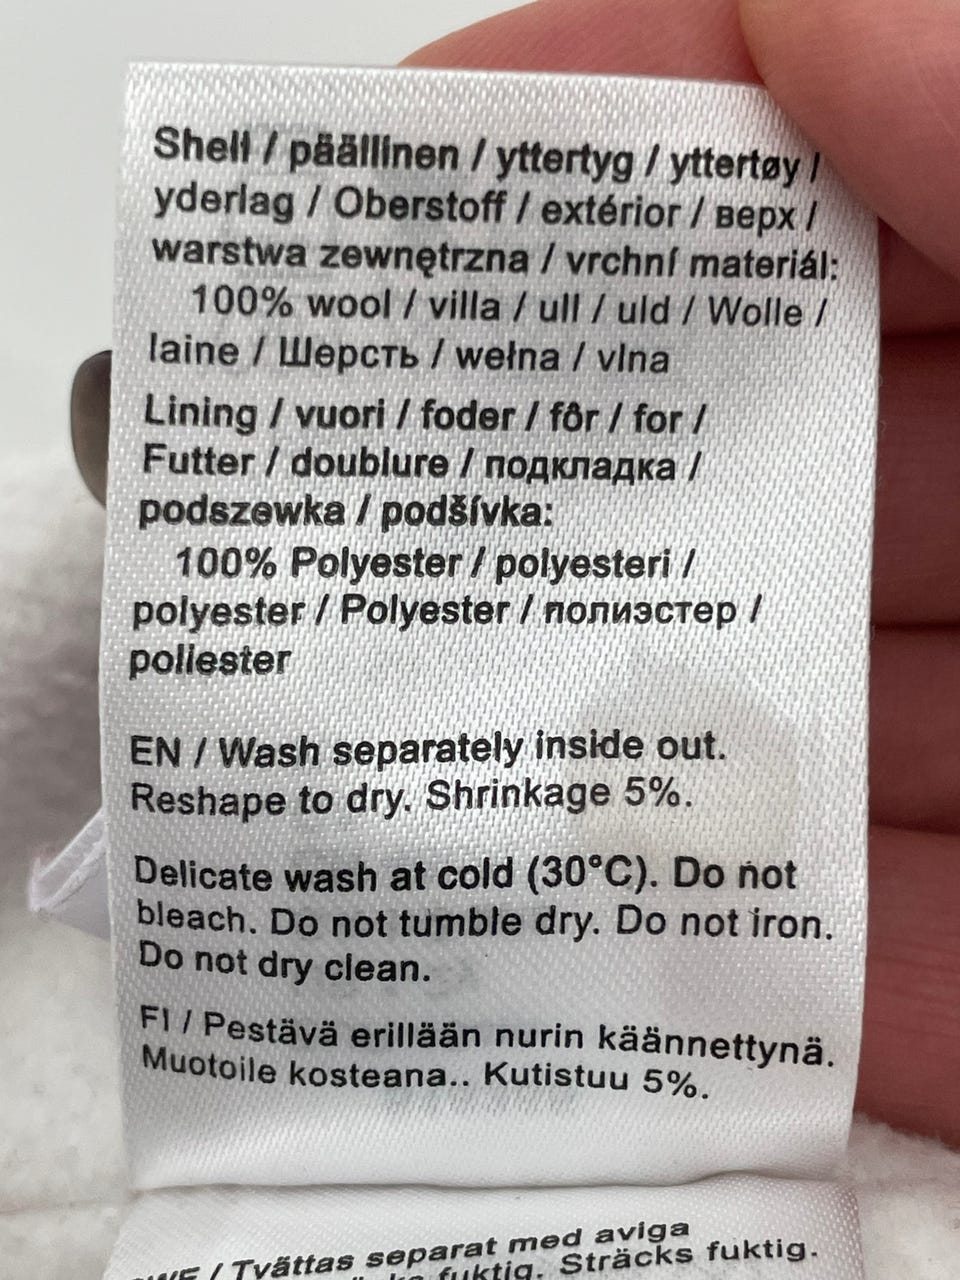 Shell / päällinen / yttertyg / yttertøy /
yderlag / Oberstoff / extérior / верх /
warstwa zewnętrzna / vrchní materiál:
100% wool / villa / ull / uld / Wolle /
laine / Шерсть / wełna / vlna
Lining / vuori / foder / fôr / for /
Futter / doublure / подкладка /
podszewka / podšívka:
100% Polyester / polyesteri /
polyester / Polyester / полиэстер /
poliester
EN / Wash separately inside out.
Reshape to dry. Shrinkage 5%.
Delicate wash at cold (30°C). Do not
bleach. Do not tumble dry. Do not iron.
Do not dry clean.
FI / Pestävä erillään nurin käännettynä.
Muotoile kosteana.. Kutistuu 5%.
/ Tvättas separat med aviga
fuktig. Sträcks fuktig.